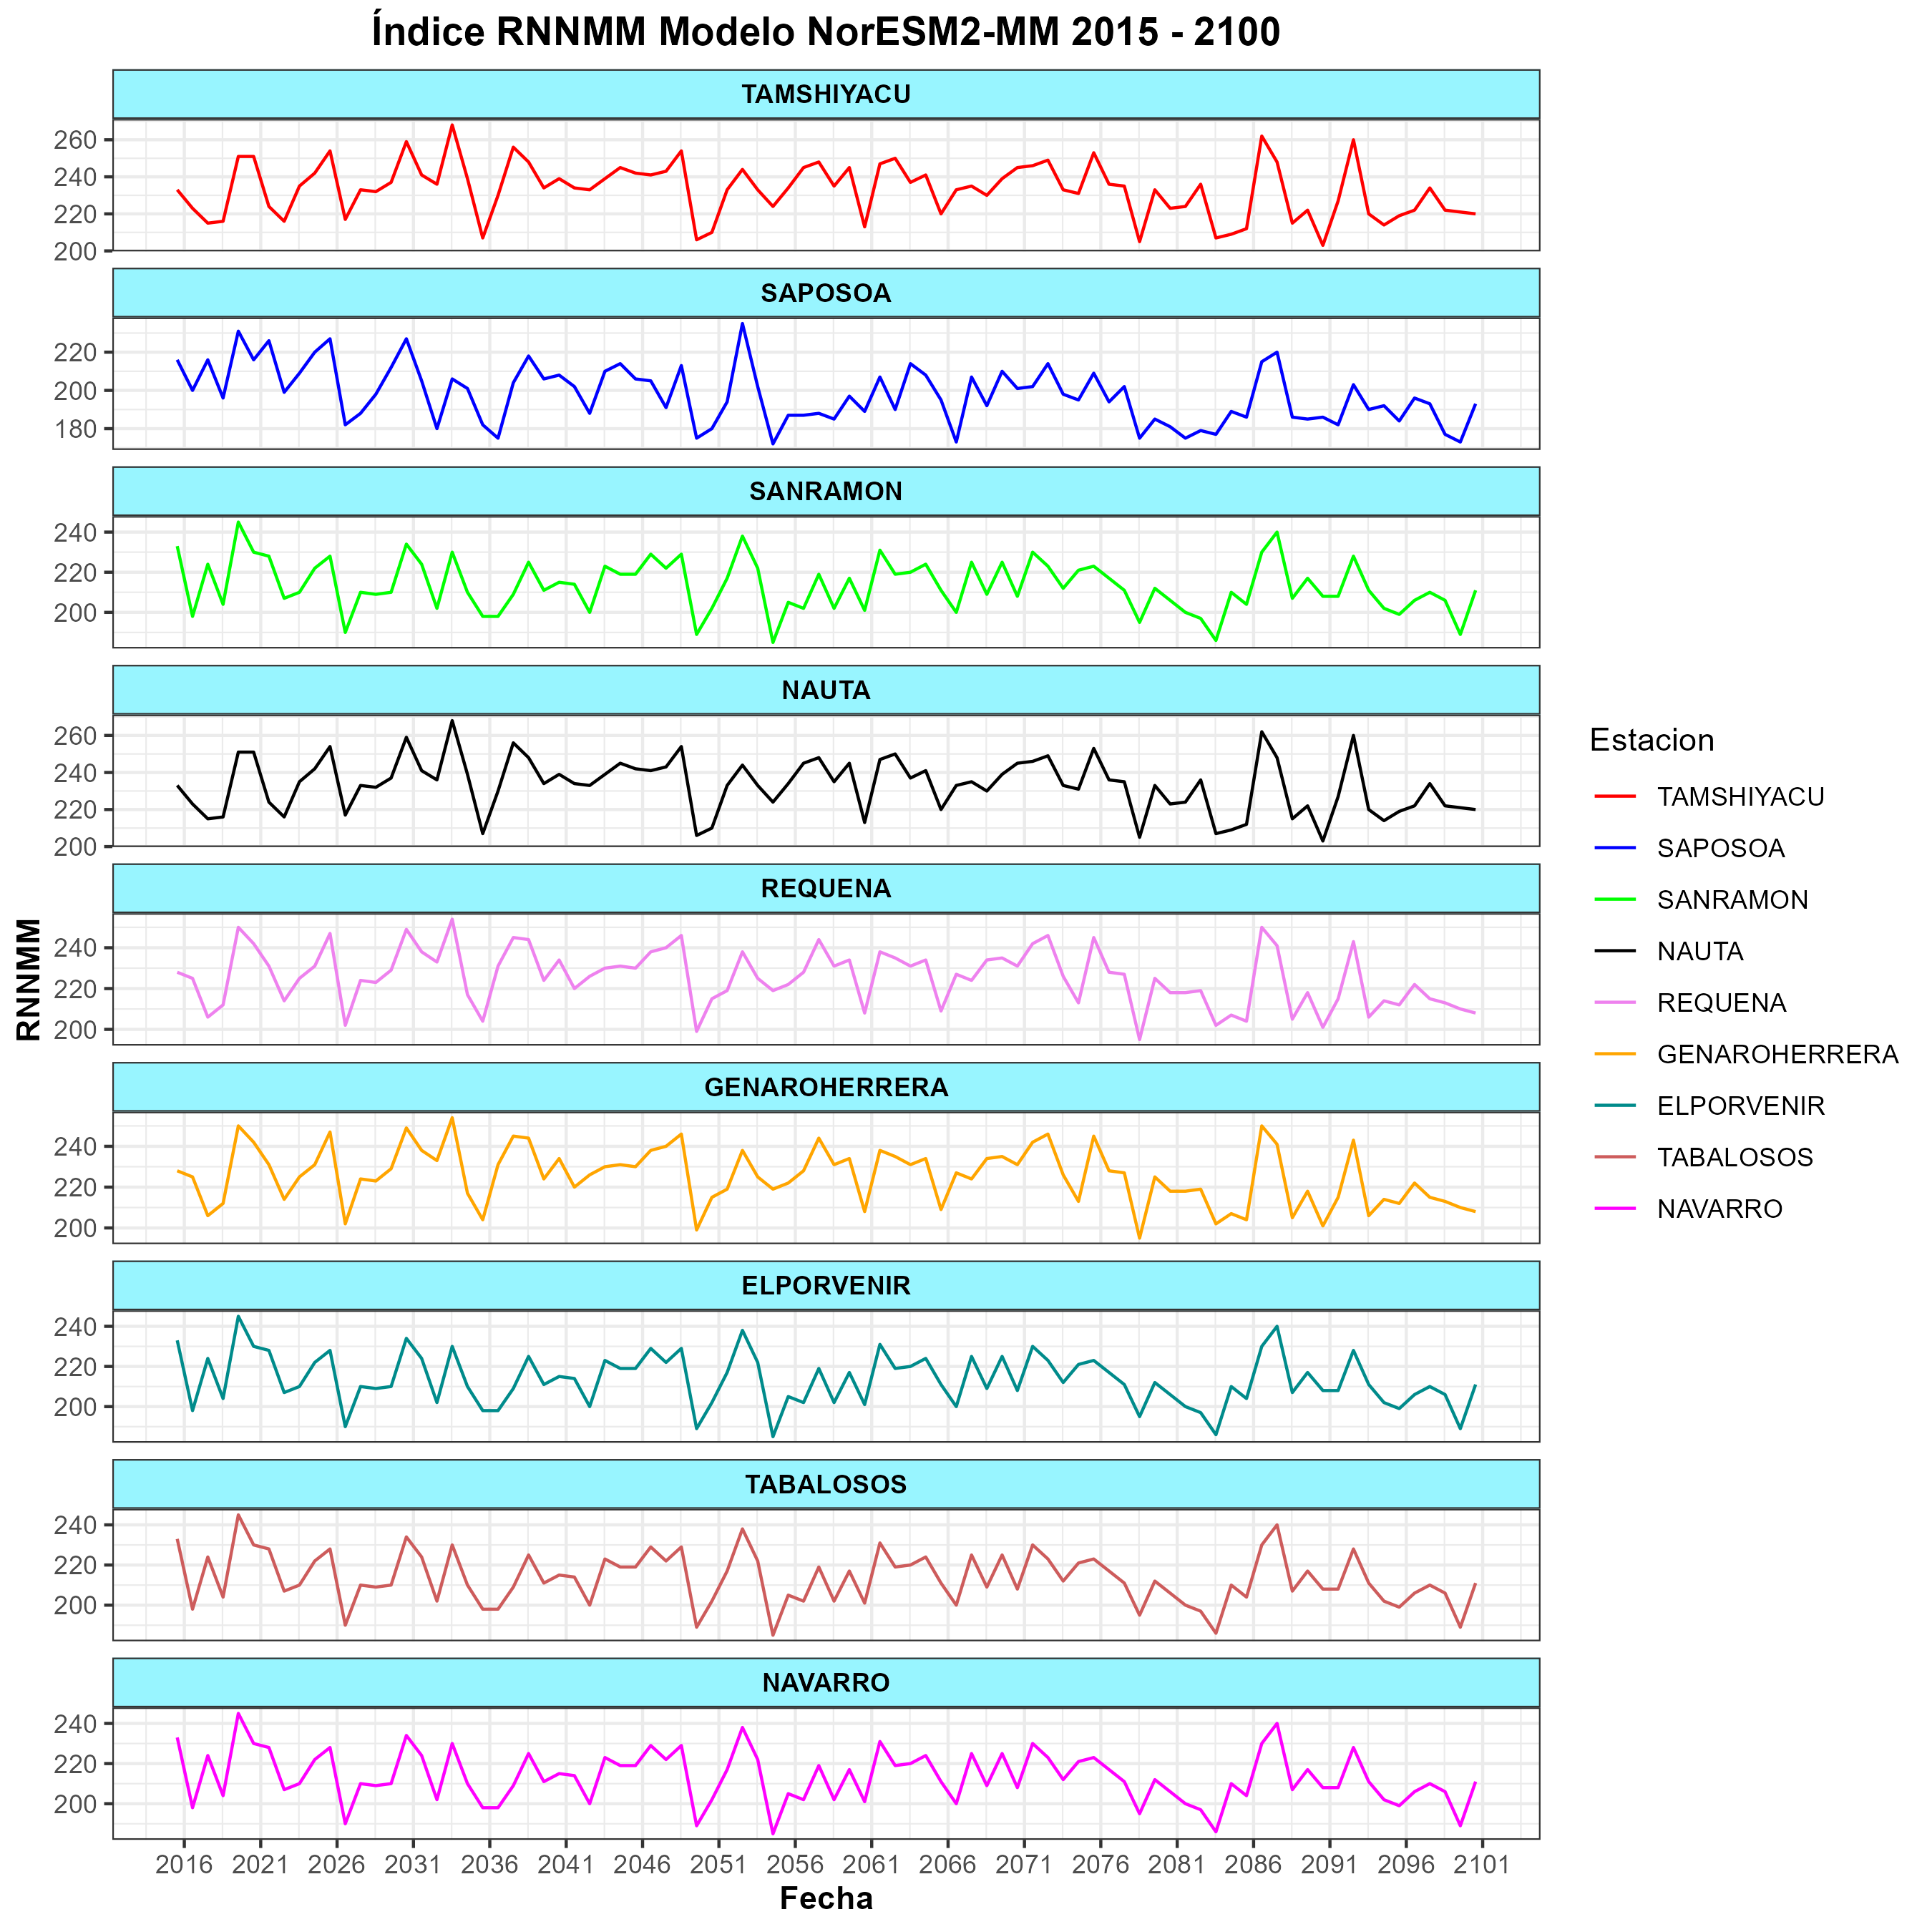 Índice RNNMM Modelo NorESM2-MM 2015 - 2100
TAMSHIYACU
260
240
220
200
SAPOSOA
220
200
180
SANRAMON
240
220
200
NAUTA
260
240
220
200
REQUENA
240
220
200
GENAROHERRERA
240
220
200
ELPORVENIR
240
220
200
TABALOSOS
240
220
200
NAVARRO
240
220
200
2016 2021 2026 2031 2036 2041 2046 2051 2056 2061 2066 2071 2076 2081 2086 2091 2096 2101
Fecha
RNNMM
Estacion
TAMSHIYACU
SAPOSOA
SANRAMON
NAUTA
REQUENA
GENAROHERRERA
ELPORVENIR
TABALOSOS
NAVARRO